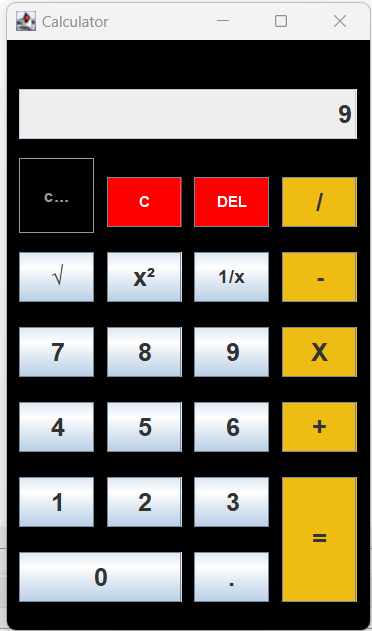 Calculator
9
c...
C DEL /
√ x² 1/x -
7 8 9 X
4 5 6 +
1 2 3
=
0 .